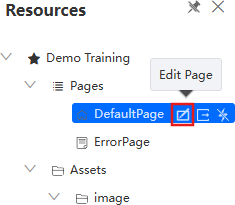 Resources
Demo Training
Edit Page
Pages
DefaultPage
ErrorPage
Assets
image